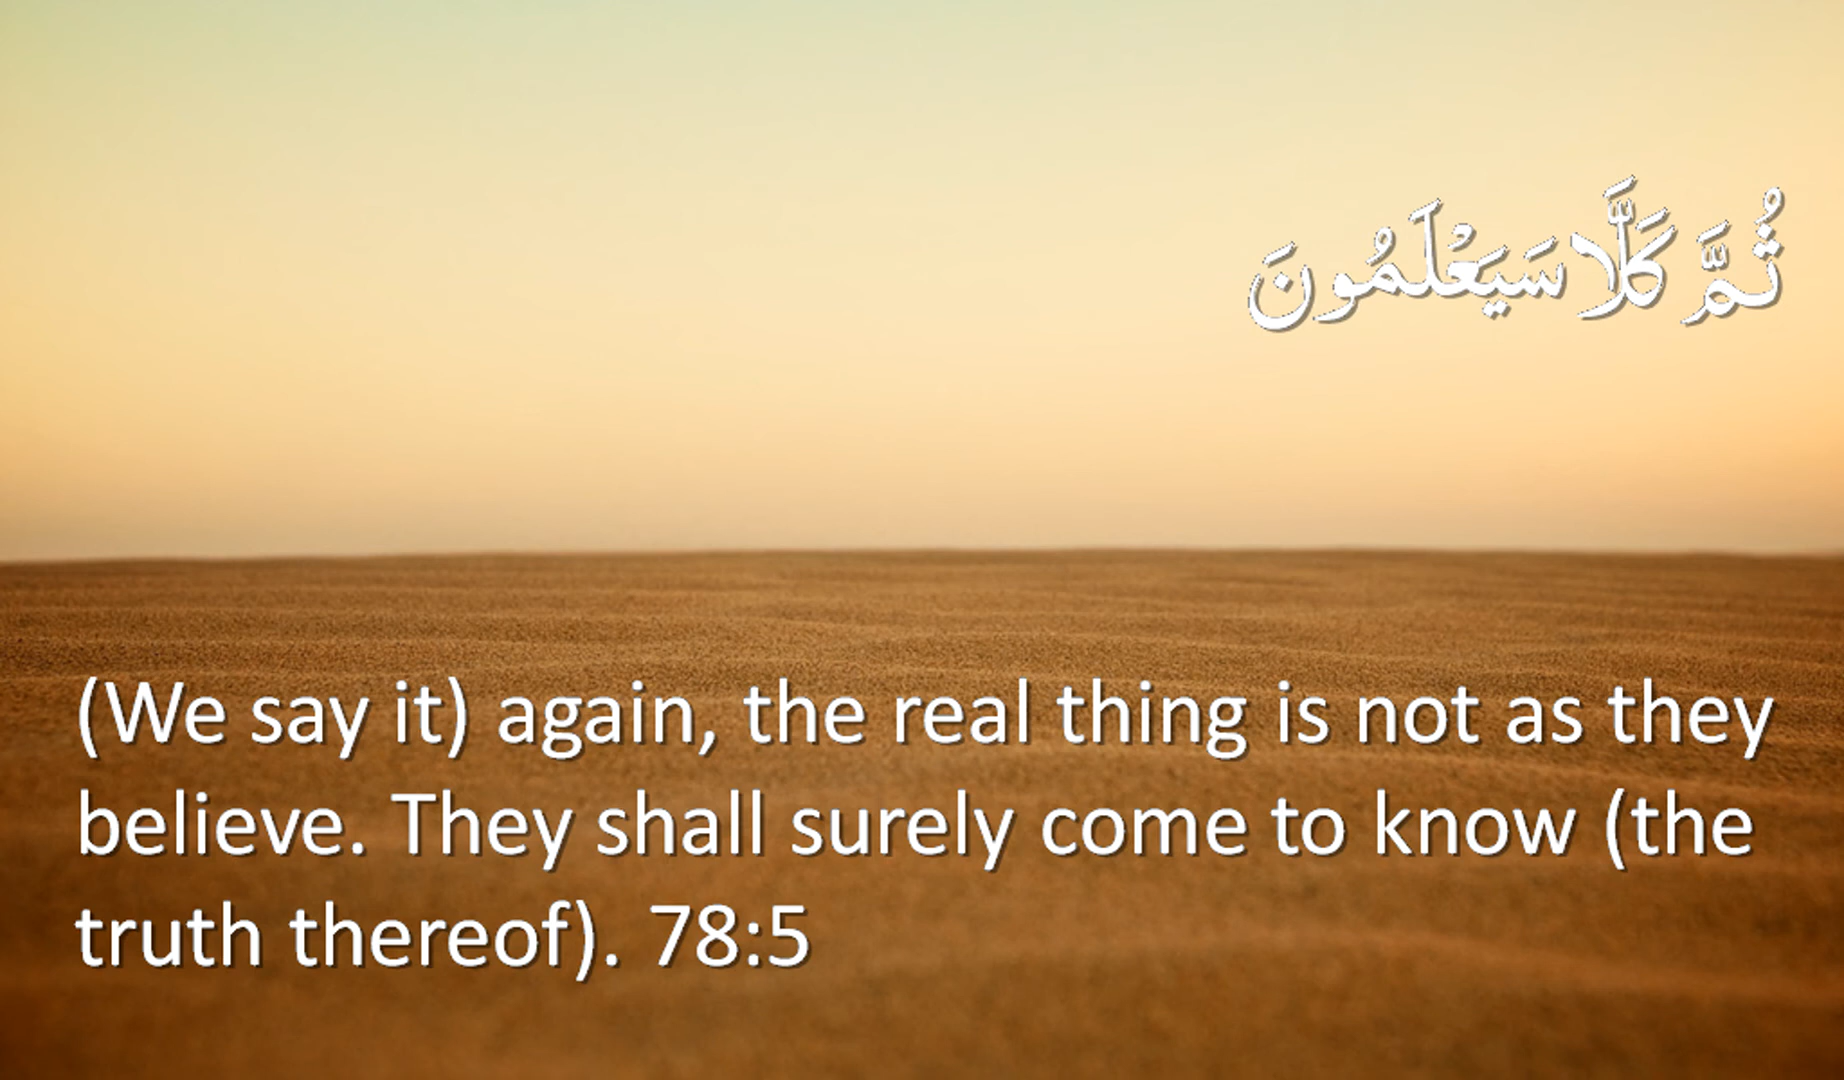 ثُمَّ كَلَّا سَيَعْلَمُونَ
(We say it) again, the real thing is not as they
believe. They shall surely come to know (the
truth thereof). 78:5